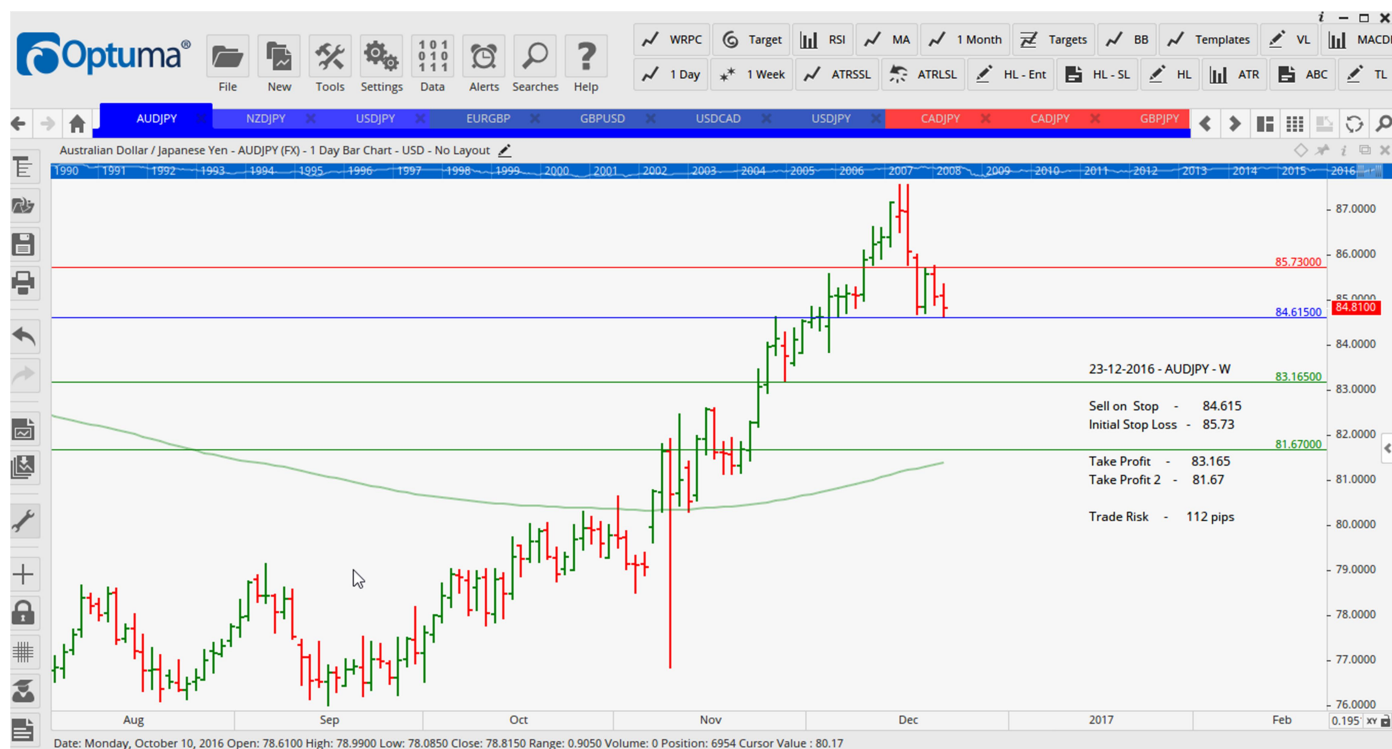 Optuma®
File
New
Tools
Settings
101
010
111
Data
Alerts
Searches
?
Help
WRPC
Target
RSI
MA
1 Month
Targets
BB
Templates
VL
MACDI
1 Day
1 Week
ATRSSL
ATRLSL
HL - Ent
HL - SL
HL
ATR
ABC
TL
AUDJPY
NZDJPY
USDJPY
EURGBP
GBPUSD
USDCAD
USDJPY
CADJPY
CADJPY
GBPJPY
Australian Dollar / Japanese Yen - AUDJPY (FX) - 1 Day Bar Chart - USD - No Layout
1990 1991 1992 1993 1994 1995 1996 1997 1998 1999 2000 2001 2002 2003 2004 2005 2006 2007 2008 2009 2010 2011 2012 2013 2014 2015 2016
87.0000
86.0000
85.73000
85.0000
84.8100
84.61500
84.0000
83.16500
83.0000
82.0000
81.67000
81.0000
80.0000
79.0000
78.0000
77.0000
76.0000
23-12-2016 - AUDJPY - W
Sell on Stop - 84.615
Initial Stop Loss - 85.73
Take Profit - 83.165
Take Profit 2 - 81.67
Trade Risk - 112 pips
Aug Sep Oct Nov Dec 2017 Feb
0.195 XY
Date: Monday, October 10, 2016 Open: 78.6100 High: 78.9900 Low: 78.0850 Close: 78.8150 Range: 0.9050 Volume: 0 Position: 6954 Cursor Value : 80.17